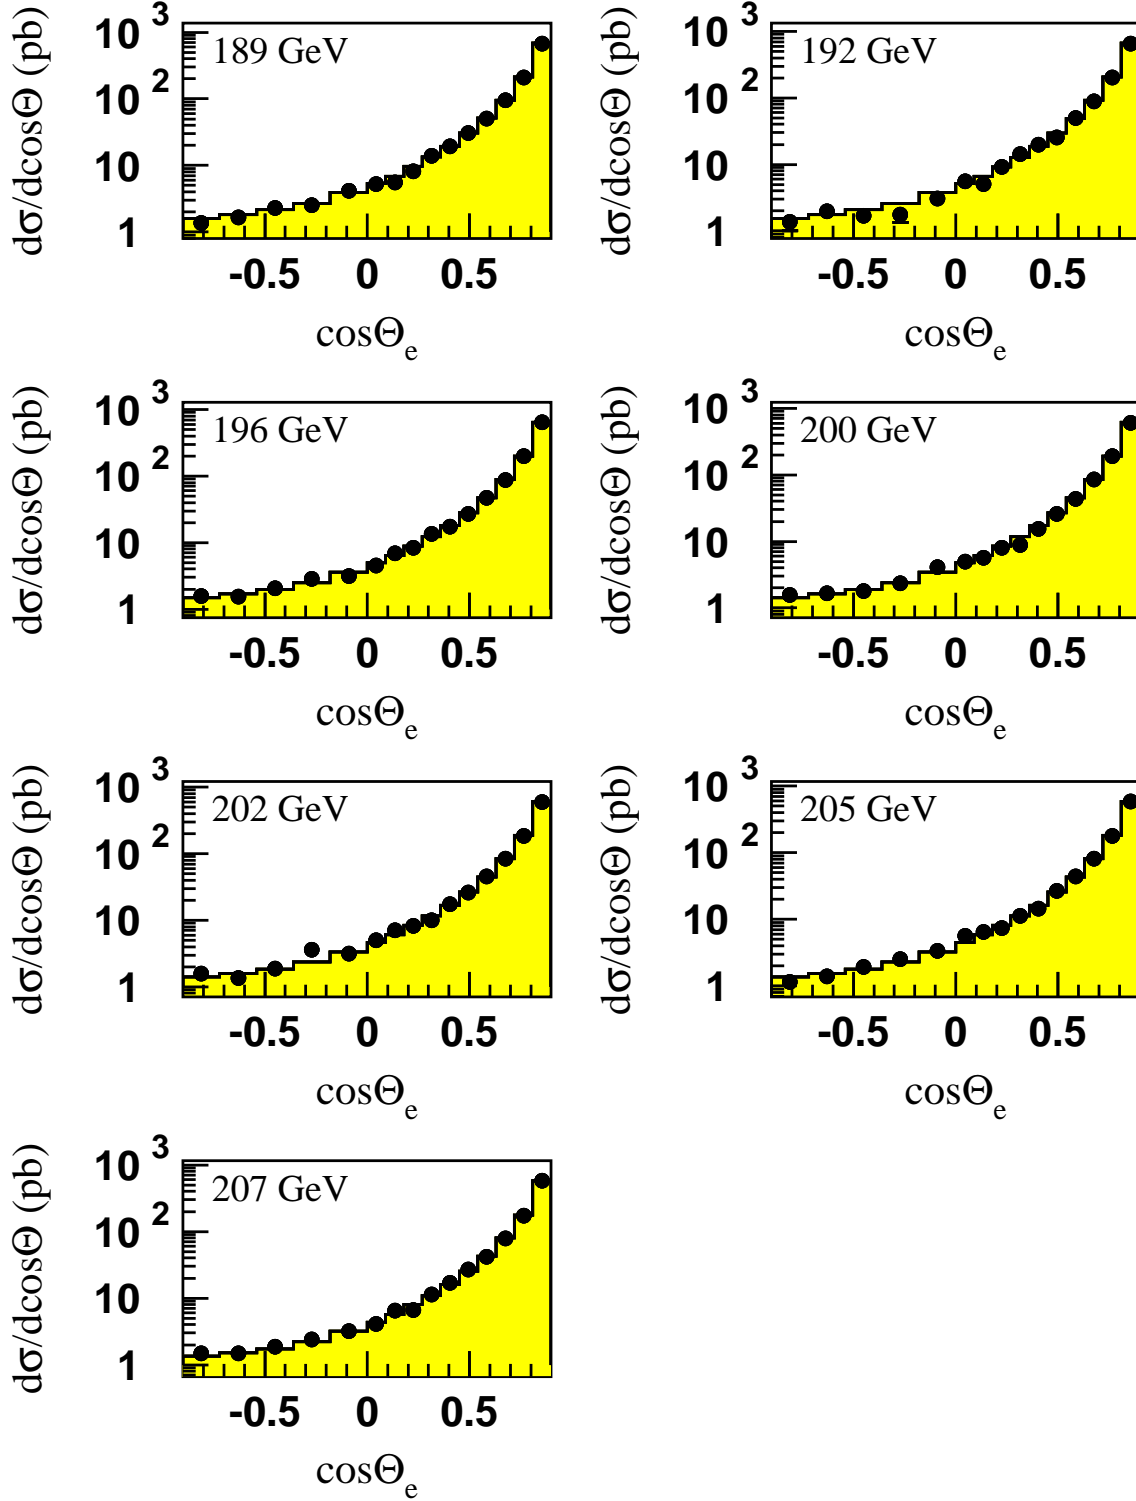 dσ/dcosΘ (pb)
10 3
10 2
10
1
189 GeV
-0.5 0 0.5
cosΘe
dσ/dcosΘ (pb)
10 3
10 2
10
1
192 GeV
-0.5 0 0.5
cosΘe
dσ/dcosΘ (pb)
10 3
10 2
10
1
196 GeV
-0.5 0 0.5
cosΘe
dσ/dcosΘ (pb)
10 3
10 2
10
1
200 GeV
-0.5 0 0.5
cosΘe
dσ/dcosΘ (pb)
10 3
10 2
10
1
202 GeV
-0.5 0 0.5
cosΘe
dσ/dcosΘ (pb)
10 3
10 2
10
1
205 GeV
-0.5 0 0.5
cosΘe
dσ/dcosΘ (pb)
10 3
10 2
10
1
207 GeV
-0.5 0 0.5
cosΘe